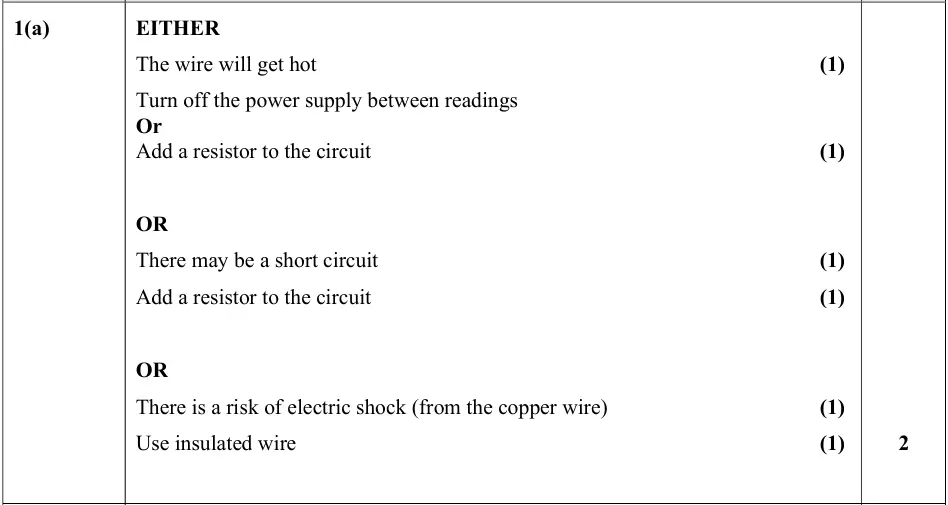 1(a) EITHER
The wire will get hot (1)
Turn off the power supply between readings
Or
Add a resistor to the circuit (1)
OR
There may be a short circuit (1)
Add a resistor to the circuit (1)
OR
There is a risk of electric shock (from the copper wire) (1)
Use insulated wire (1) 2